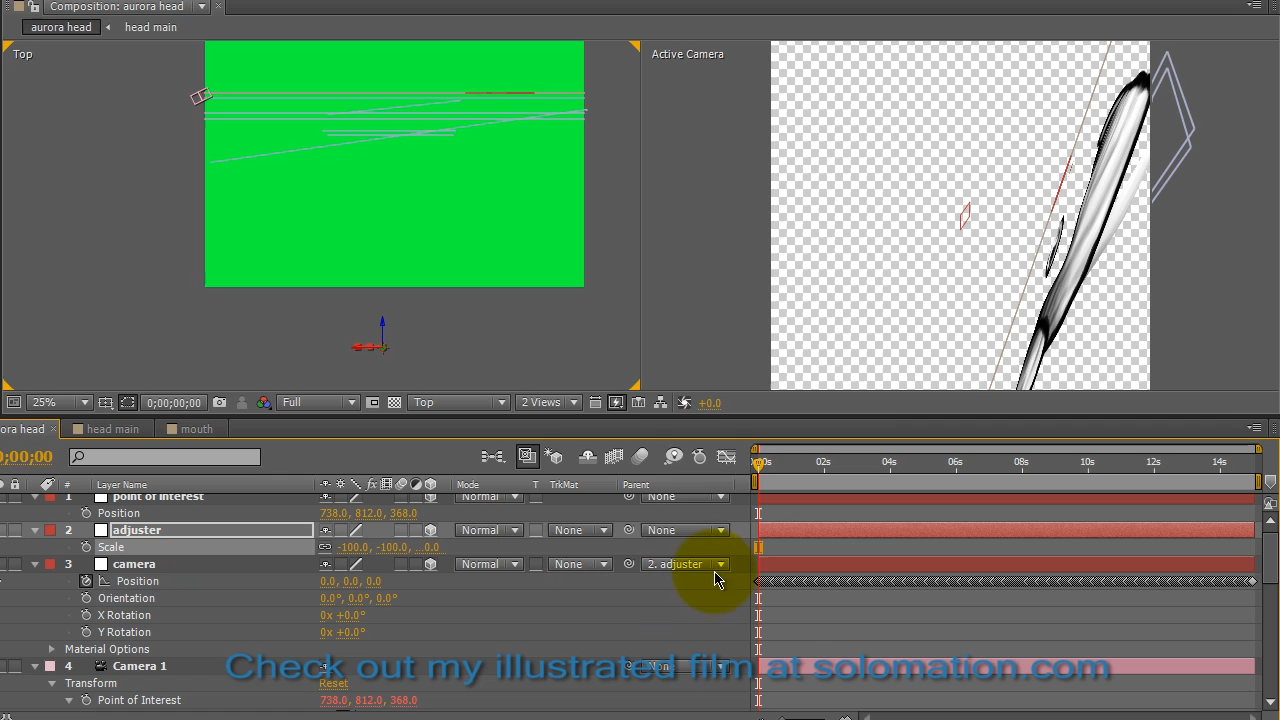 Composition: aurora head
aurora head
head main
Top
Active Camera
25%
0;00;00;00
Full
Top
2 Views
+0.0
ora head
head main
mouth
0;00;00
0s
02s
04s
06s
08s
10s
12s
14s
#
Layer Name
Mode
T
TrkMat
Parent
1
point of interest
Normal
None
Position
738.0, 812.0, 368.0
2
adjuster
Normal
None
None
Scale
-100.0, -100.0, ...0.0
3
camera
Normal
None
2. adjuster
Position
0.0, 0.0, 0.0
Orientation
0.0°, 0.0°, 0.0°
X Rotation
0x +0.0°
Y Rotation
0x +0.0°
Material Options
4
Camera 1
None
Check out my illustrated film at solomation.com
Transform
Reset
Point of Interest
738.0, 812.0, 368.0